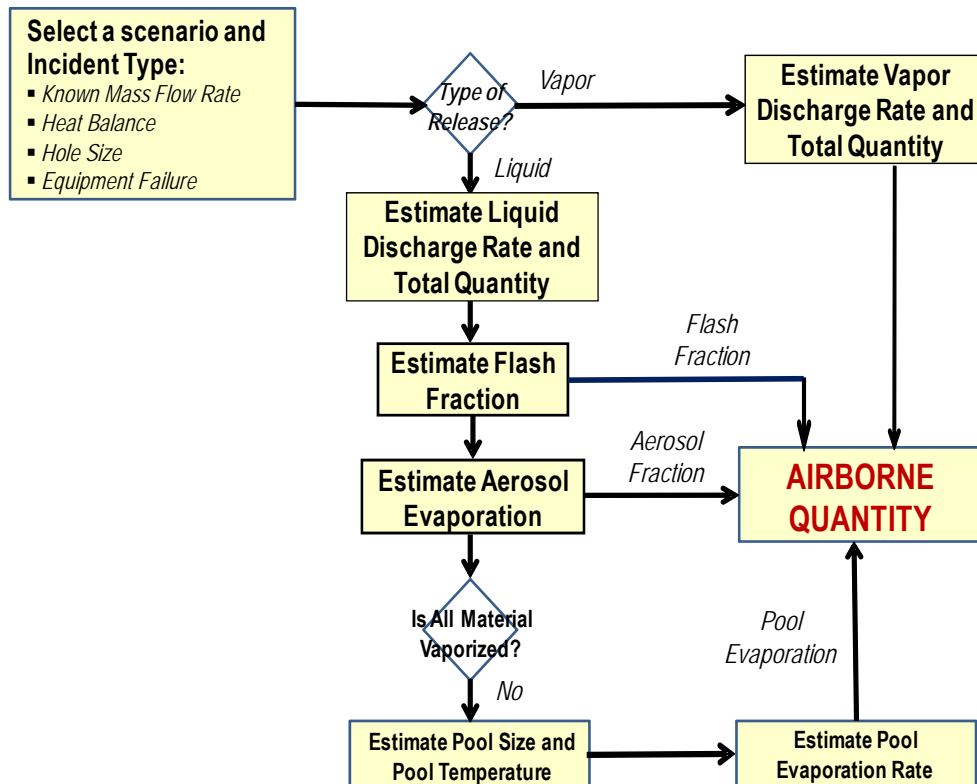 Select a scenario and
Incident Type:
▪ Known Mass Flow Rate
▪ Heat Balance
▪ Hole Size
▪ Equipment Failure
Type of
Release?
Vapor
Estimate Vapor
Discharge Rate and
Total Quantity
Liquid
Estimate Liquid
Discharge Rate and
Total Quantity
Flash
Fraction
Estimate Flash
Fraction
Aerosol
Fraction
Estimate Aerosol
Evaporation
AIRBORNE
QUANTITY
Is All Material
Vaporized?
Pool
Evaporation
No
Estimate Pool Size and
Pool Temperature
Estimate Pool
Evaporation Rate